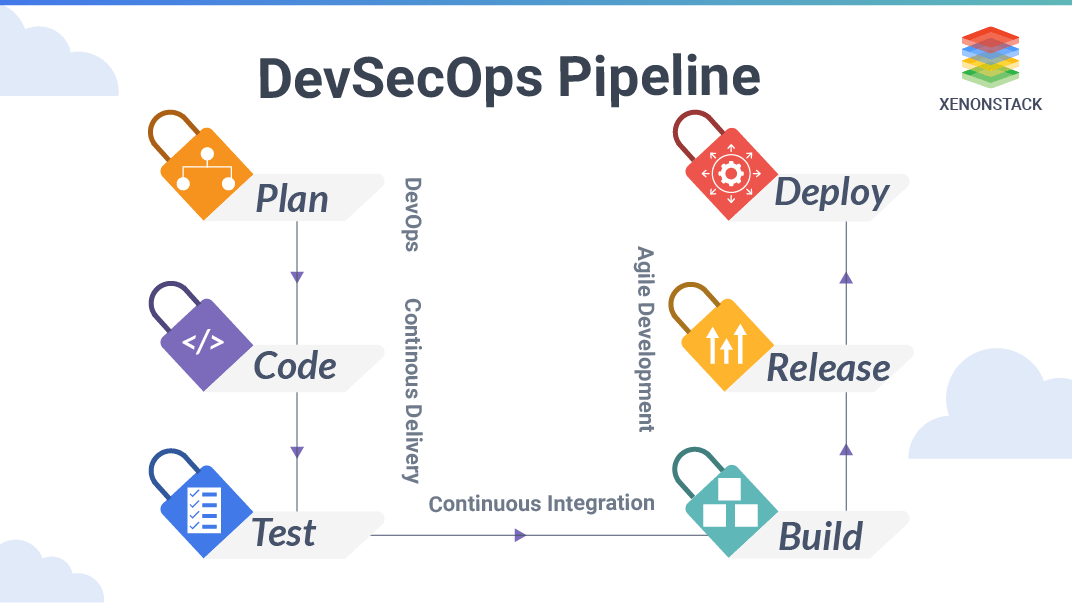 DevSecOps Pipeline
XENONSTACK
Plan
DevOps
Deploy
Code
Continous Delivery
Agile Development
Release
Test
Continuous Integration
Build
</>